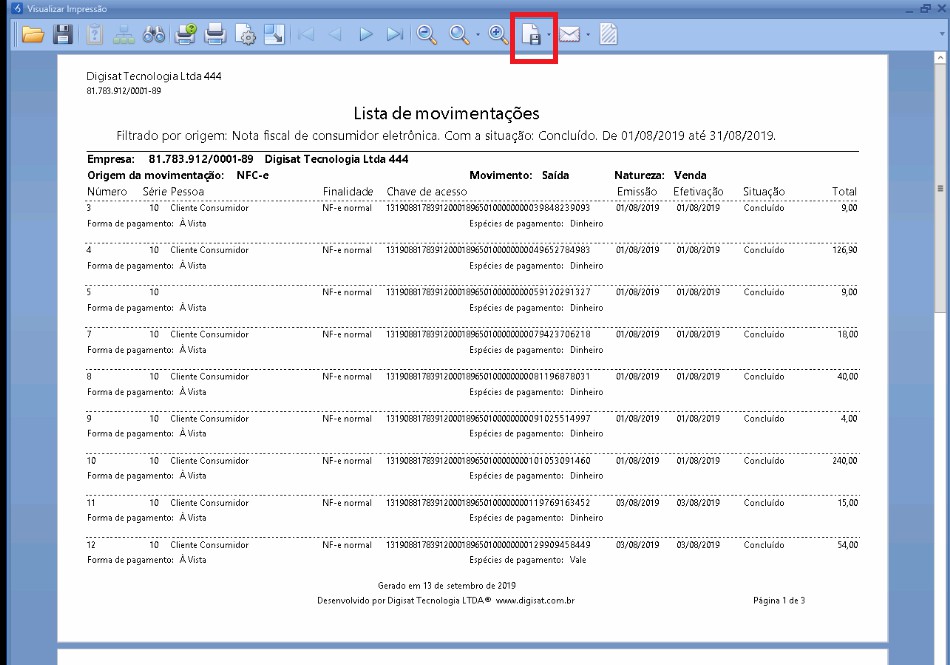 Visualizar Impressão
Digisat Tecnologia Ltda 444
81.783.912/0001-89
Lista de movimentações
Filtrado por origem: Nota fiscal de consumidor eletrônica. Com a situação: Concluído. De 01/08/2019 até 31/08/2019.
Empresa: 81.783.912/0001-89 Digisat Tecnologia Ltda 444
Origem da movimentação: NFC-e Movimento: Saída Natureza: Venda
Número Série Pessoa Finalidade Chave de acesso Emissão Efetivação Situação Total
3 10 Cliente Consumidor NF-e normal 13190881783912000189650100000000039848239093 01/08/2019 01/08/2019 Concluído 9,00
Forma de pagamento: À Vista Espécies de pagamento: Dinheiro
4 10 Cliente Consumidor NF-e normal 13190881783912000189650100000000049652784983 01/08/2019 01/08/2019 Concluído 126,90
Forma de pagamento: À Vista Espécies de pagamento: Dinheiro
5 10 NF-e normal 13190881783912000189650100000000059120291327 01/08/2019 01/08/2019 Concluído 9,00
Forma de pagamento: À Vista Espécies de pagamento: Dinheiro
7 10 Cliente Consumidor NF-e normal 13190881783912000189650100000000079423706218 01/08/2019 01/08/2019 Concluído 18,00
Forma de pagamento: À Vista Espécies de pagamento: Dinheiro
8 10 Cliente Consumidor NF-e normal 13190881783912000189650100000000081196878031 01/08/2019 01/08/2019 Concluído 40,00
Forma de pagamento: À Vista Espécies de pagamento: Dinheiro
9 10 Cliente Consumidor NF-e normal 13190881783912000189650100000000091025514997 01/08/2019 01/08/2019 Concluído 4,00
Forma de pagamento: À Vista Espécies de pagamento: Dinheiro
10 10 Cliente Consumidor NF-e normal 13190881783912000189650100000000101053091460 01/08/2019 01/08/2019 Concluído 240,00
Forma de pagamento: À Vista Espécies de pagamento: Dinheiro
11 10 Cliente Consumidor NF-e normal 13190881783912000189650100000000119769163452 03/08/2019 03/08/2019 Concluído 15,00
Forma de pagamento: À Vista Espécies de pagamento: Dinheiro
12 10 Cliente Consumidor NF-e normal 13190881783912000189650100000000129909458449 03/08/2019 03/08/2019 Concluído 54,00
Forma de pagamento: À Vista Espécies de pagamento: Vale
Gerado em 13 de setembro de 2019
Desenvolvido por Digisat Tecnologia LTDA® www.digisat.com.br Página 1 de 3